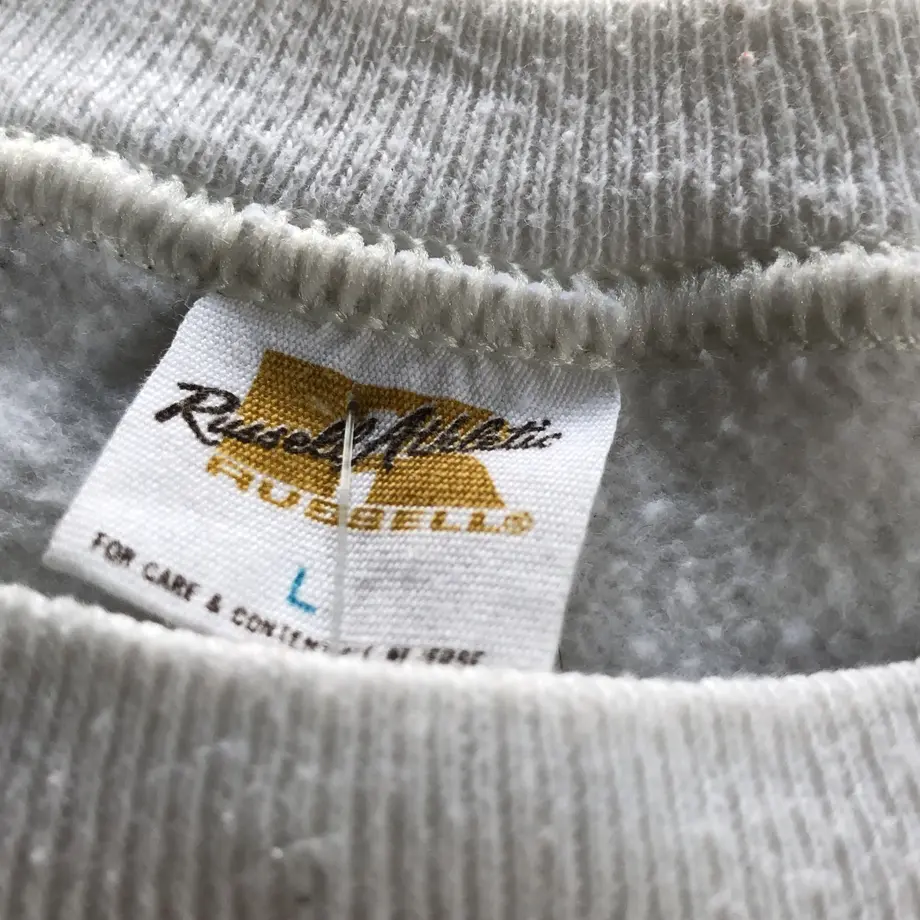 Russell Athletic
RUSSELL®
L
FOR CARE & CONTENT